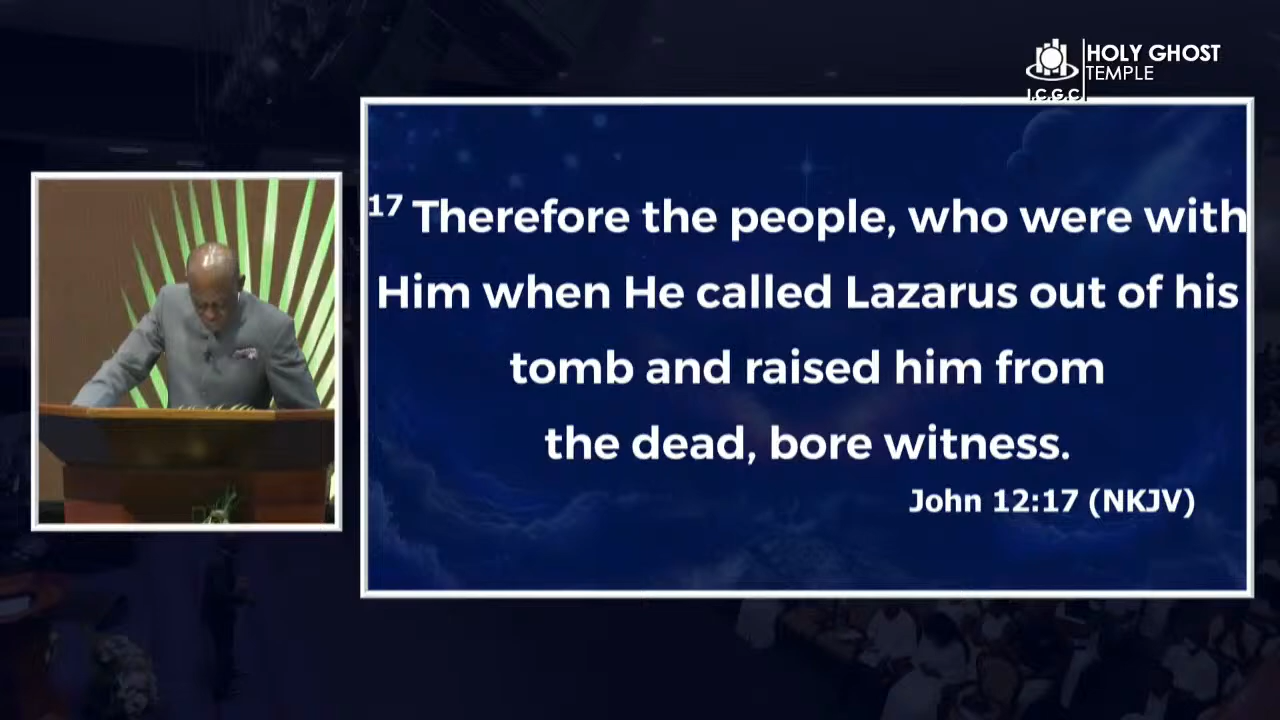 HOLY GHOST
TEMPLE
I.C.G.C
17 Therefore the people, who were with
Him when He called Lazarus out of his
tomb and raised him from
the dead, bore witness.
John 12:17 (NKJV)